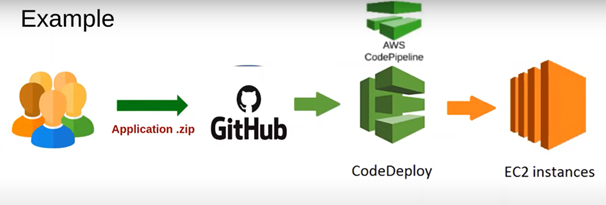 Example
AWS
CodePipeline
Application .zip
GitHub
CodeDeploy
EC2 instances